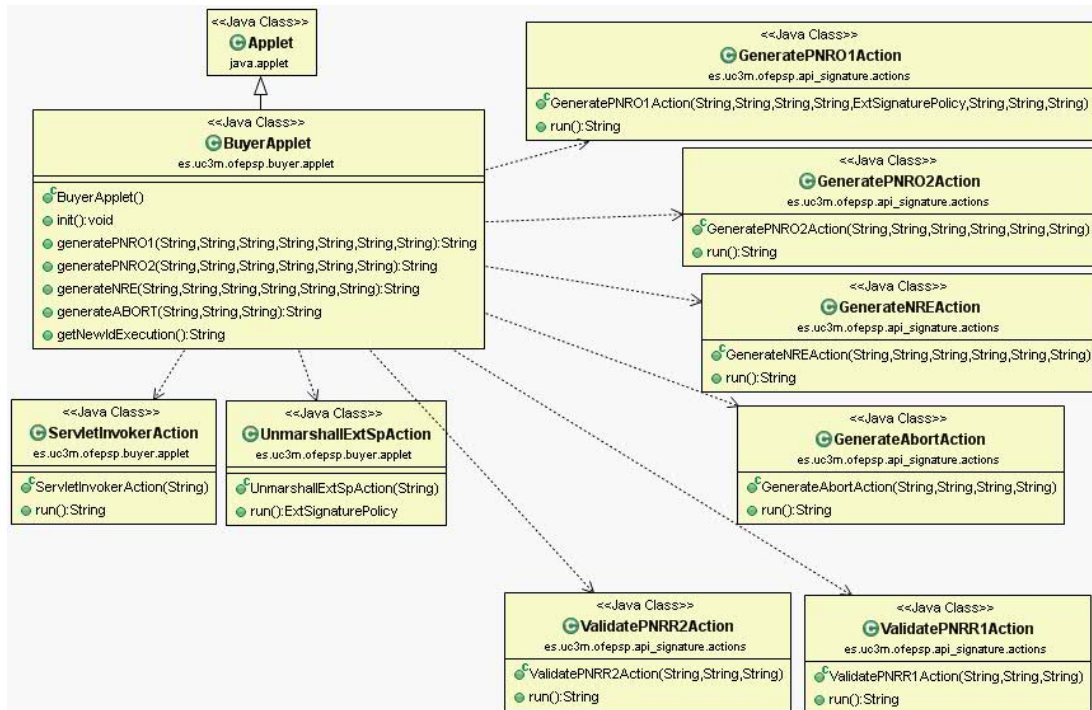 <<Java Class>>
Applet
java.applet
<<Java Class>>
BuyerApplet
es.uc3m.ofepsp.buyer.applet
BuyerApplet()
init():void
generatePNRO1(String,String,String,String,String,String,String):String
generatePNRO2(String,String,String,String,String,String):String
generateNRE(String,String,String,String,String,String):String
generateABORT(String,String,String):String
getNewIdExecution():String
<<Java Class>>
GeneratePNRO1Action
es.uc3m.ofepsp.api_signature.actions
GeneratePNRO1Action(String,String,String,String,ExtSignaturePolicy,String,String,String)
run():String
<<Java Class>>
GeneratePNRO2Action
es.uc3m.ofepsp.api_signature.actions
GeneratePNRO2Action(String,String,String,String,String,String)
run():String
<<Java Class>>
GenerateNREAction
es.uc3m.ofepsp.api_signature.actions
GenerateNREAction(String,String,String,String,String,String)
run():String
<<Java Class>>
GenerateAbortAction
es.uc3m.ofepsp.api_signature.actions
GenerateAbortAction(String,String,String,String)
run():String
<<Java Class>>
ServletInvokerAction
es.uc3m.ofepsp.buyer.applet
ServletInvokerAction(String)
run():String
<<Java Class>>
UnmarshallExtSpAction
es.uc3m.ofepsp.buyer.applet
UnmarshallExtSpAction(String)
run():ExtSignaturePolicy
<<Java Class>>
ValidatePNRR2Action
es.uc3m.ofepsp.api_signature.actions
ValidatePNRR2Action(String,String,String)
run():String
<<Java Class>>
ValidatePNRR1Action
es.uc3m.ofepsp.api_signature.actions
ValidatePNRR1Action(String,String,String)
run():String